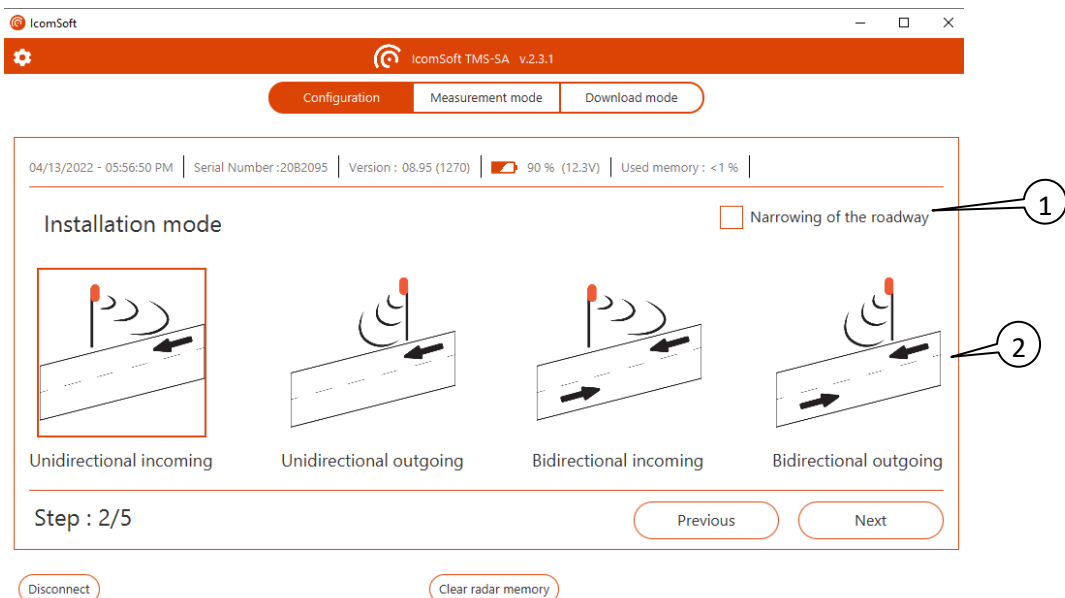 IcomSoft
IcomSoft TMS-SA v.2.3.1
Configuration Measurement mode Download mode
04/13/2022 - 05:56:50 PM Serial Number :20B2095 Version : 08.95 (1270) 90 % (12.3V) Used memory : <1 %
Installation mode
Narrowing of the roadway
1
2
Unidirectional incoming Unidirectional outgoing Bidirectional incoming Bidirectional outgoing
Step : 2/5
Previous Next
Disconnect Clear radar memory